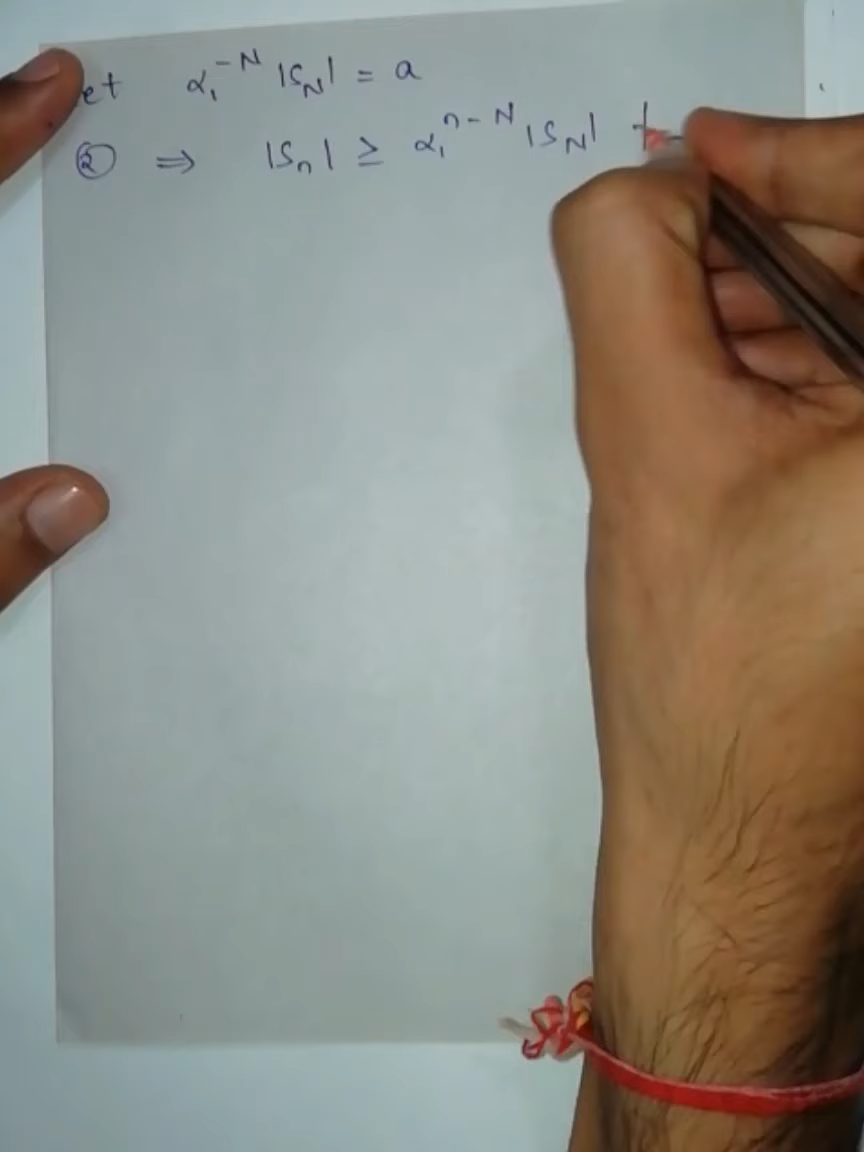 et α₁^{-N} |S_N| = a
② ⇒ |S_n| ≥ α₁^{n-N} |S_N|